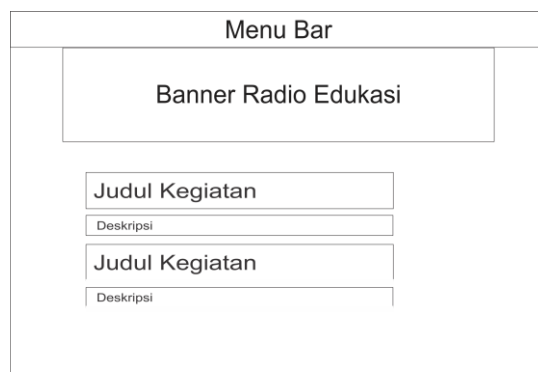 Menu Bar
Banner Radio Edukasi
Judul Kegiatan
Deskripsi
Judul Kegiatan
Deskripsi